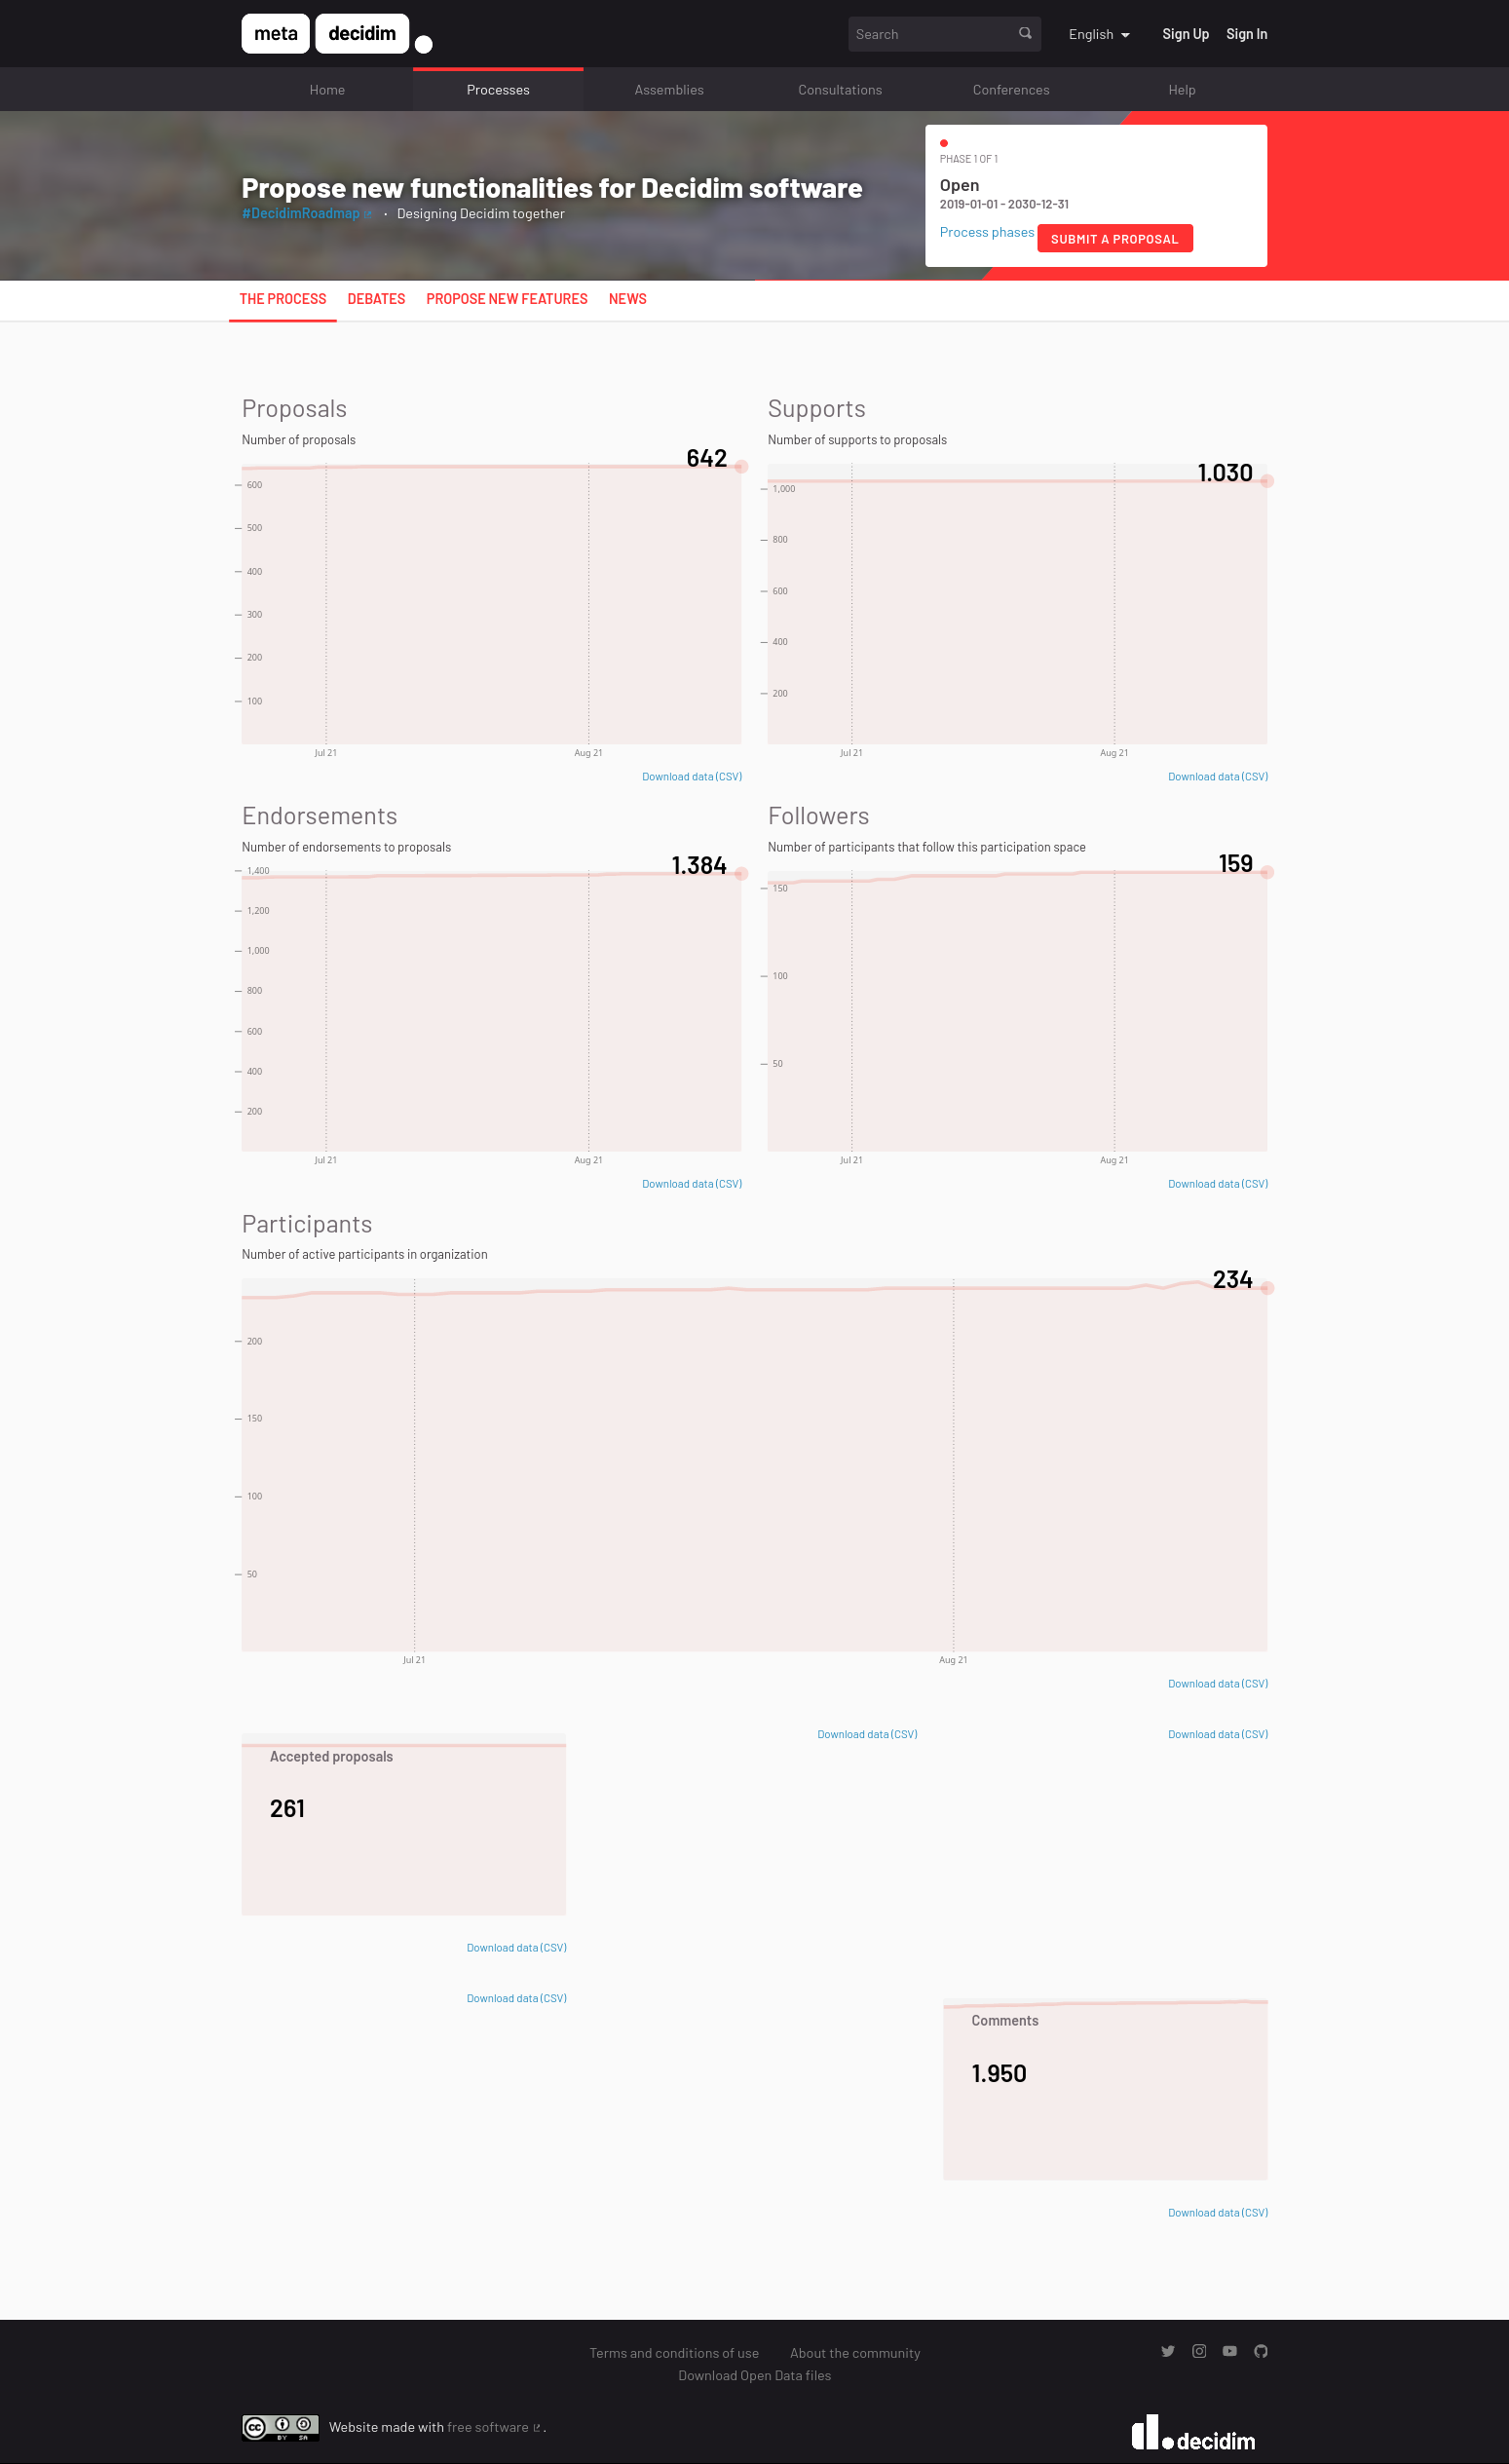 meta decidim
Search
English
Sign Up Sign In
Home Processes Assemblies Consultations Conferences Help
Propose new functionalities for Decidim software
#DecidimRoadmap · Designing Decidim together
PHASE 1 OF 1
Open
2019-01-01 - 2030-12-31
Process phases SUBMIT A PROPOSAL
THE PROCESS DEBATES PROPOSE NEW FEATURES NEWS
Proposals
Number of proposals
642
600
500
400
300
200
100
Jul 21 Aug 21
Download data (CSV)
Supports
Number of supports to proposals
1.030
1,000
800
600
400
200
Jul 21 Aug 21
Download data (CSV)
Endorsements
Number of endorsements to proposals
1.384
1,400
1,200
1,000
800
600
400
200
Jul 21 Aug 21
Download data (CSV)
Followers
Number of participants that follow this participation space
159
150
100
50
Jul 21 Aug 21
Download data (CSV)
Participants
Number of active participants in organization
234
200
150
100
50
Jul 21 Aug 21
Download data (CSV)
Download data (CSV) Download data (CSV)
Accepted proposals
261
Download data (CSV)
Download data (CSV)
Comments
1.950
Download data (CSV)
Terms and conditions of use About the community
Download Open Data files
cc BY SA
Website made with free software .
decidim